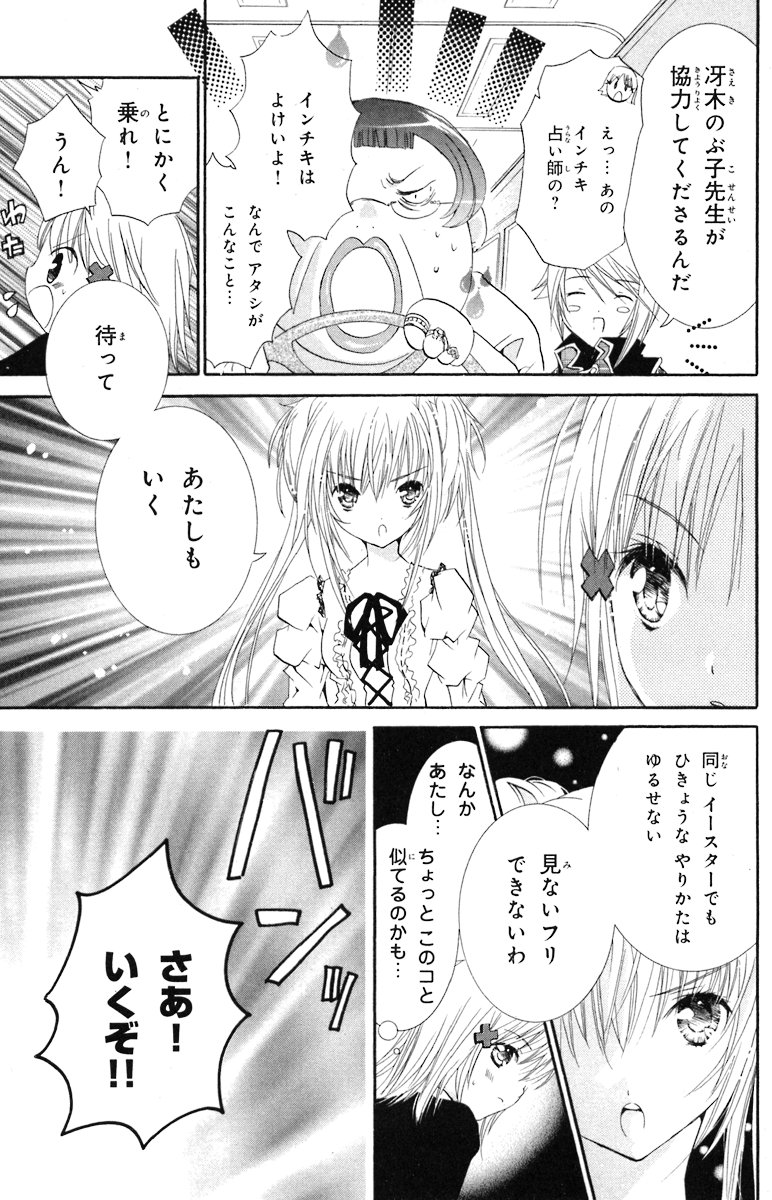 冴木のぶ子先生が
協力してくださるんだ
えっ…あの
インチキ
占い師の?
インチキは
よけいよ!
なんで アタシが
こんなこと…
とにかく
乗れ!
うん!
わたた
待って
あたしも
いく
同じ イースターでも
ひきょうな やりかたは
ゆるせない
見ないフリ
できないわ
なんか
あたし…
ちょっと このコと
似てるのかも…
バンッ
さあ!
いくぞ!!